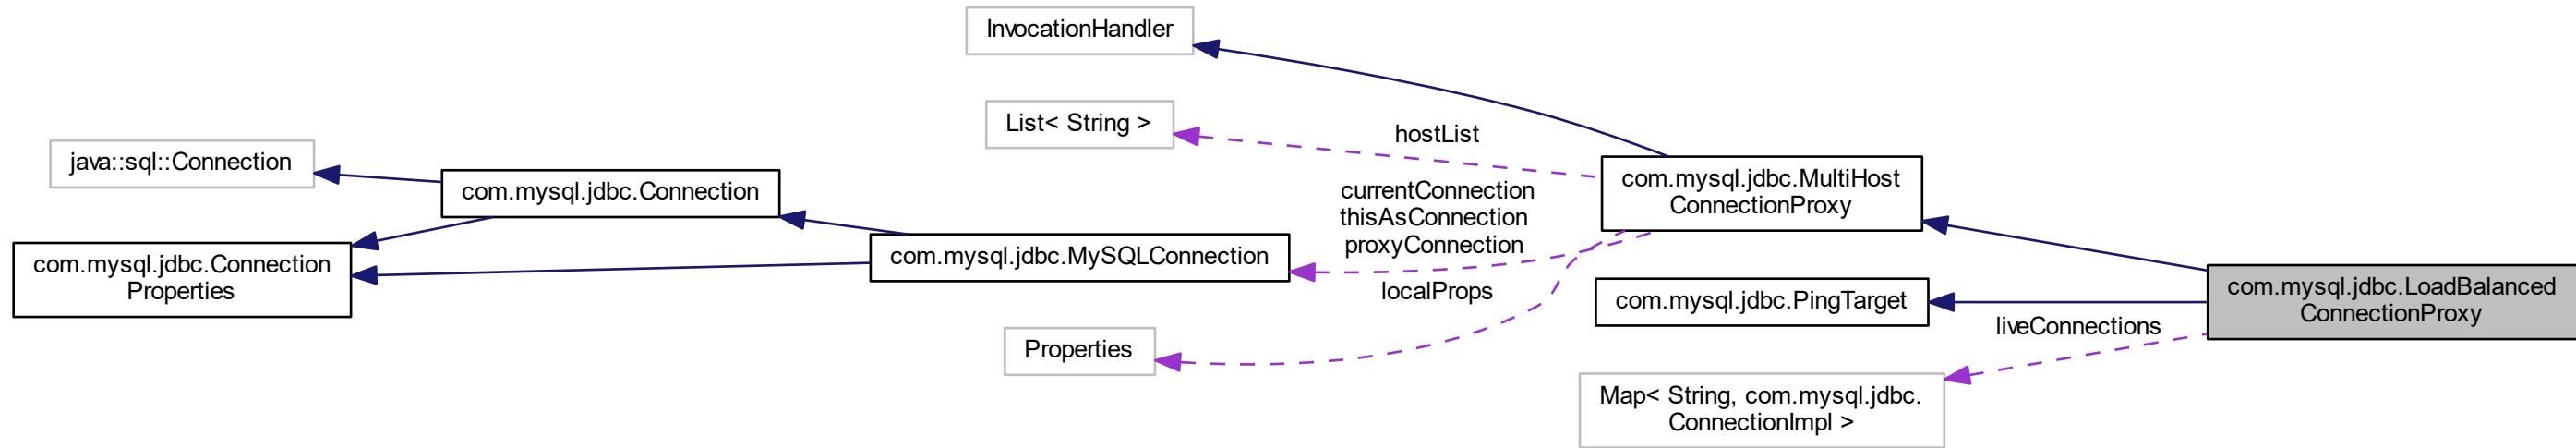 InvocationHandler
List< String >
hostList
java::sql::Connection
com.mysql.jdbc.Connection
com.mysql.jdbc.Connection
Properties
com.mysql.jdbc.MySQLConnection
currentConnection
thisAsConnection
proxyConnection
localProps
Properties
com.mysql.jdbc.MultiHost
ConnectionProxy
com.mysql.jdbc.PingTarget
liveConnections
Map< String, com.mysql.jdbc.
ConnectionImpl >
com.mysql.jdbc.LoadBalanced
ConnectionProxy